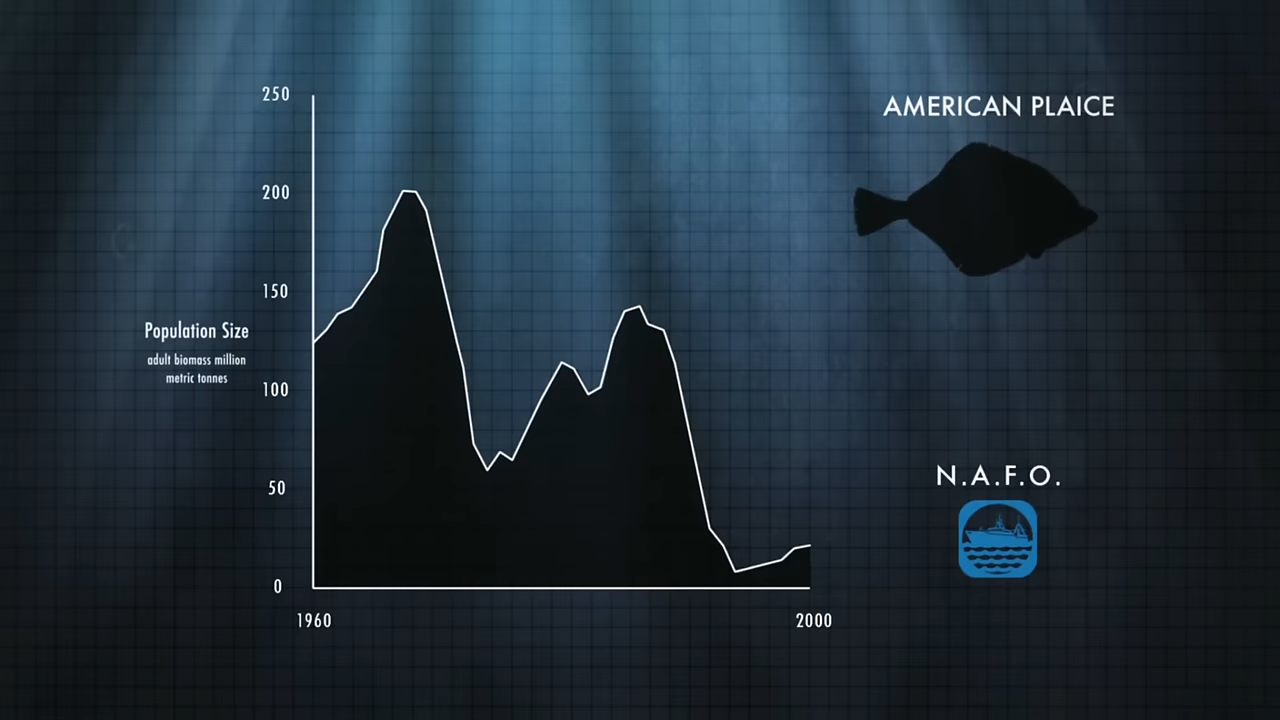 AMERICAN PLAICE
250
200
150
100
50
0
Population Size
adult biomass million
metric tonnes
1960
2000
N.A.F.O.